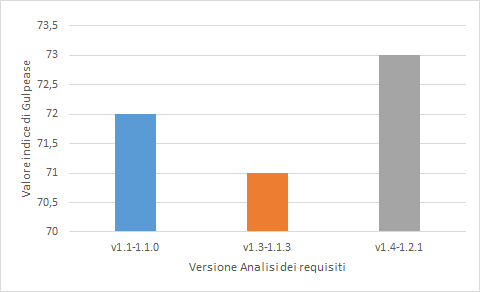 73,5
73
72,5
72
71,5
71
70,5
70
Valore indice di Gulpease
v1.1-1.1.0
v1.3-1.1.3
v1.4-1.2.1
Versione Analisi dei requisiti